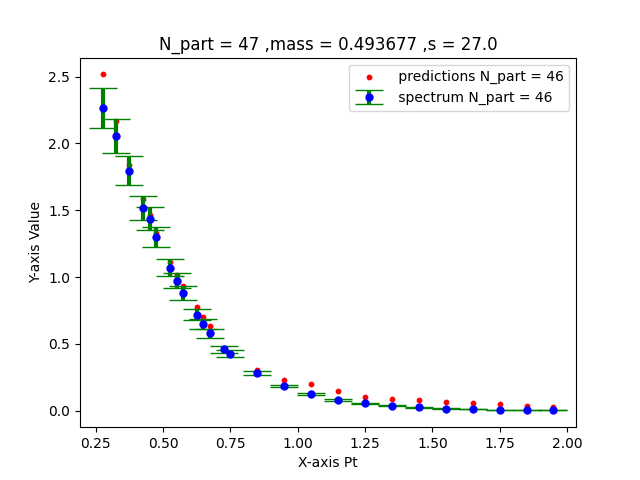 N_part = 47 ,mass = 0.493677 ,s = 27.0
predictions N_part = 46
spectrum N_part = 46
Y-axis Value
2.5
2.0
1.5
1.0
0.5
0.0
0.25 0.50 0.75 1.00 1.25 1.50 1.75 2.00
X-axis Pt